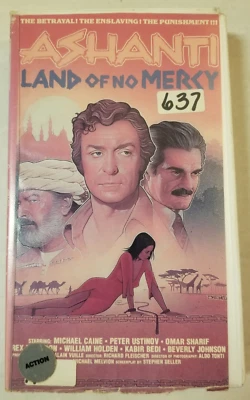 THE BETRAYAL! THE ENSLAVING! THE PUNISHMENT!!!
ASHANTI
LAND OF NO MERCY
637
STARRING MICHAEL CAINE • PETER USTINOV • OMAR SHARIF
REX • WILLIAM HOLDEN • KABIR BEDI • BEVERLY JOHNSON
DIRECTOR RICHARD FLEISCHER DIRECTOR OF PHOTOGRAPHY ALDO TONTI
SCREENPLAY BY STEPHEN GELLER
ACTION